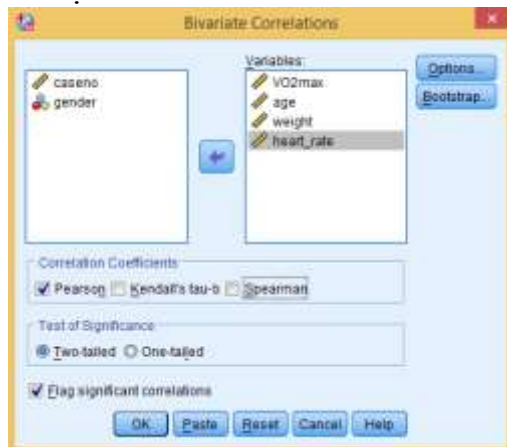 Bivariate Correlations
Variables:
caseno
gender
VO2max
age
weight
heart_rate
Options...
Bootstrap...
Correlation Coefficients
Pearson Kendall's tau-b Spearman
Test of Significance
Two-tailed One-tailed
Flag significant correlations
OK Paste Reset Cancel Help